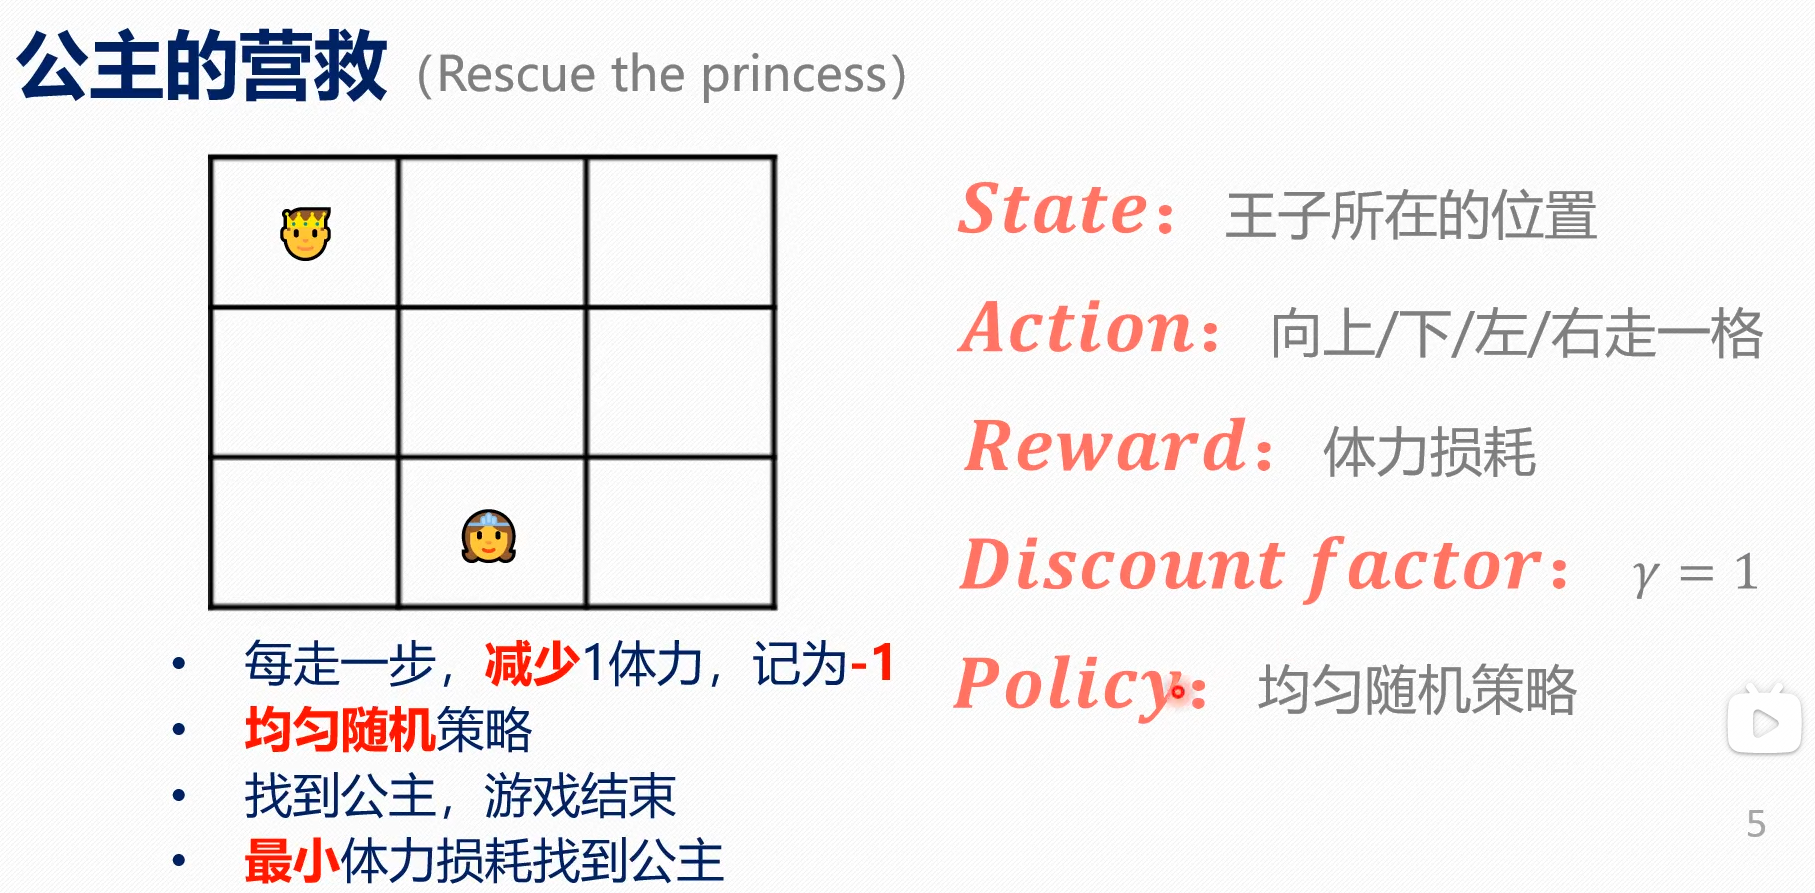 公主的营救（Rescue the princess）
State： 王子所在的位置
Action： 向上/下/左/右走一格
Reward： 体力损耗
Discount factor： γ = 1
Policy： 均匀随机策略
• 每走一步，减少1体力，记为-1
• 均匀随机策略
• 找到公主，游戏结束
• 最小体力损耗找到公主
5